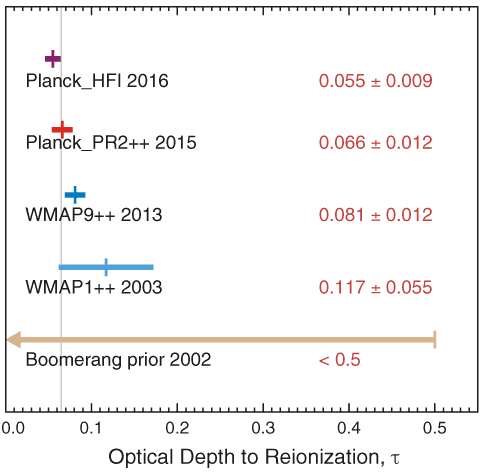 Planck_HFI 2016 0.055 ± 0.009
Planck_PR2++ 2015 0.066 ± 0.012
WMAP9++ 2013 0.081 ± 0.012
WMAP1++ 2003 0.117 ± 0.055
Boomerang prior 2002 < 0.5
0.0 0.1 0.2 0.3 0.4 0.5
Optical Depth to Reionization, τ